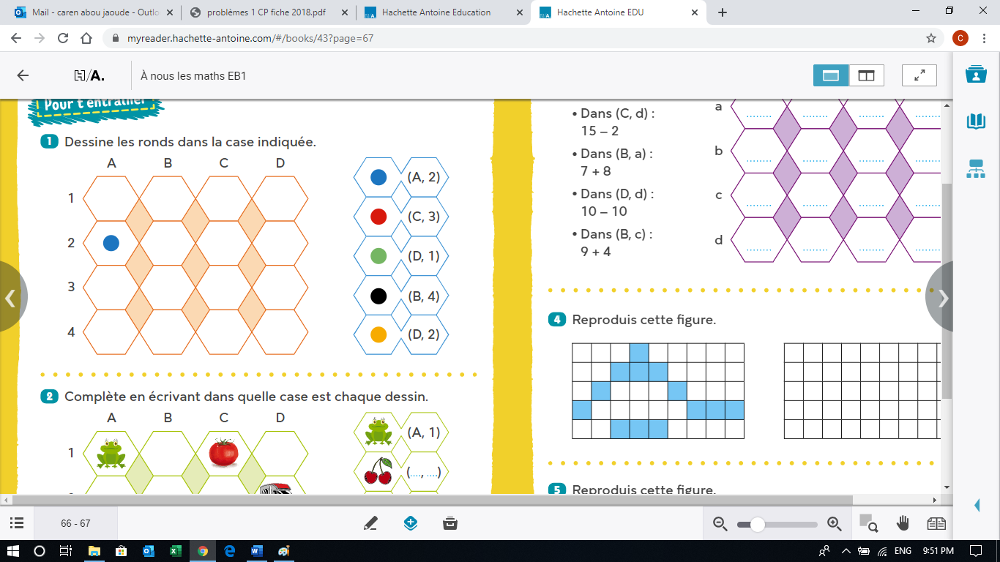 Mail - caren abou jaoude - Outlo
problèmes 1 CP fiche 2018.pdf
Hachette Antoine Education
Hachette Antoine EDU
myreader.hachette-antoine.com/#/books/43?page=67
C
H/A.
À nous les maths EB1
Pour t'entraîner
1 Dessine les ronds dans la case indiquée.
A B C D
1
2
3
4
(A, 2)
(C, 3)
(D, 1)
(B, 4)
(D, 2)
2 Complète en écrivant dans quelle case est chaque dessin.
A B C D
1
(A, 1)
(...., ....)
• Dans (C, d) :
15 – 2
• Dans (B, a) :
7 + 8
• Dans (D, d) :
10 – 10
• Dans (B, c) :
9 + 4
a ........ ........ ........ ........
b ........ ........ ........ ........
c ........ ........ ........ ........
d ........ ........ ........ ........
4 Reproduis cette figure.
5 Reproduis cette figure.
66 - 67
ENG 9:51 PM